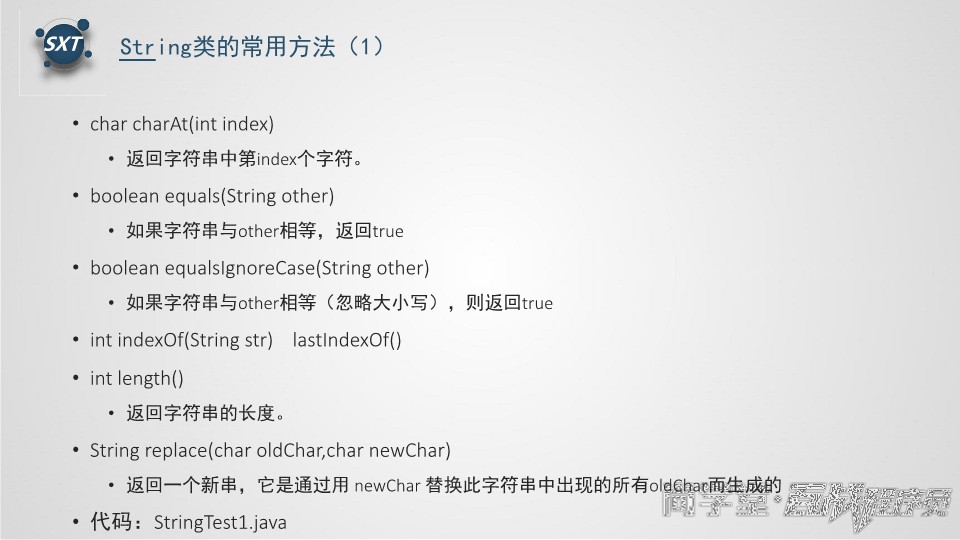 SXT
String类的常用方法（1）
• char charAt(int index)
• 返回字符串中第index个字符。
• boolean equals(String other)
• 如果字符串与other相等，返回true
• boolean equalsIgnoreCase(String other)
• 如果字符串与other相等（忽略大小写），则返回true
• int indexOf(String str) lastIndexOf()
• int length()
• 返回字符串的长度。
• String replace(char oldChar,char newChar)
• 返回一个新串，它是通过用 newChar 替换此字符串中出现的所有oldChar而生成的
• 代码：StringTest1.java